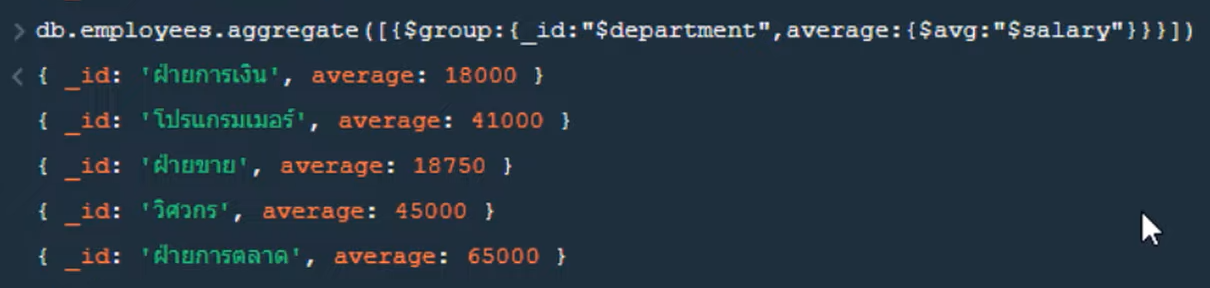 > db.employees.aggregate([{$group:{_id:"$department",average:{$avg:"$salary"}}}])
< { _id: 'ฝ่ายการเงิน', average: 18000 }
{ _id: 'โปรแกรมเมอร์', average: 41000 }
{ _id: 'ฝ่ายขาย', average: 18750 }
{ _id: 'วิศวกร', average: 45000 }
{ _id: 'ฝ่ายการตลาด', average: 65000 }